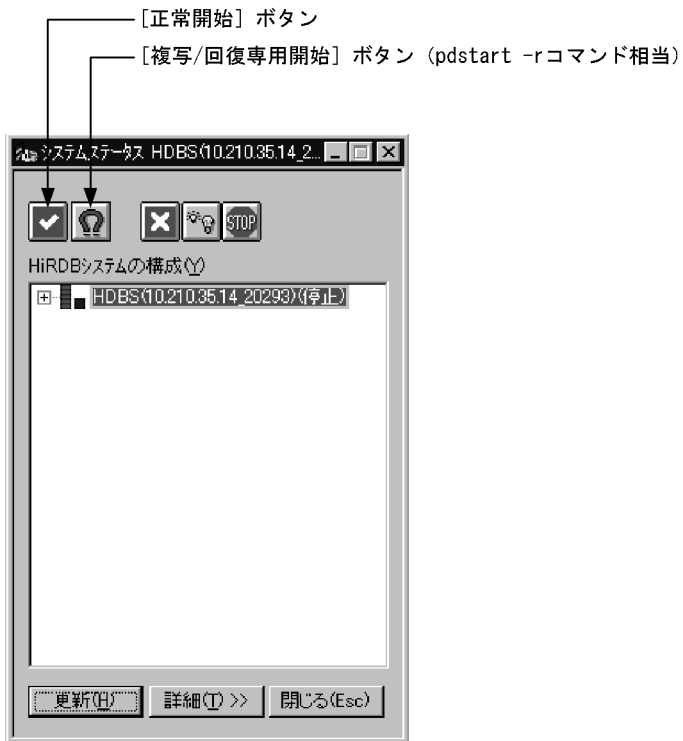 [正常開始] ボタン
[複写/回復専用開始] ボタン (pdstart -rコマンド相当)
システムステータス HDBS(10.210.35.14_2...
STOP
HiRDBシステムの構成(Y)
HDBS(10.210.35.14_20293)(停止)
更新(H) 詳細(T) >> 閉じる(Esc)